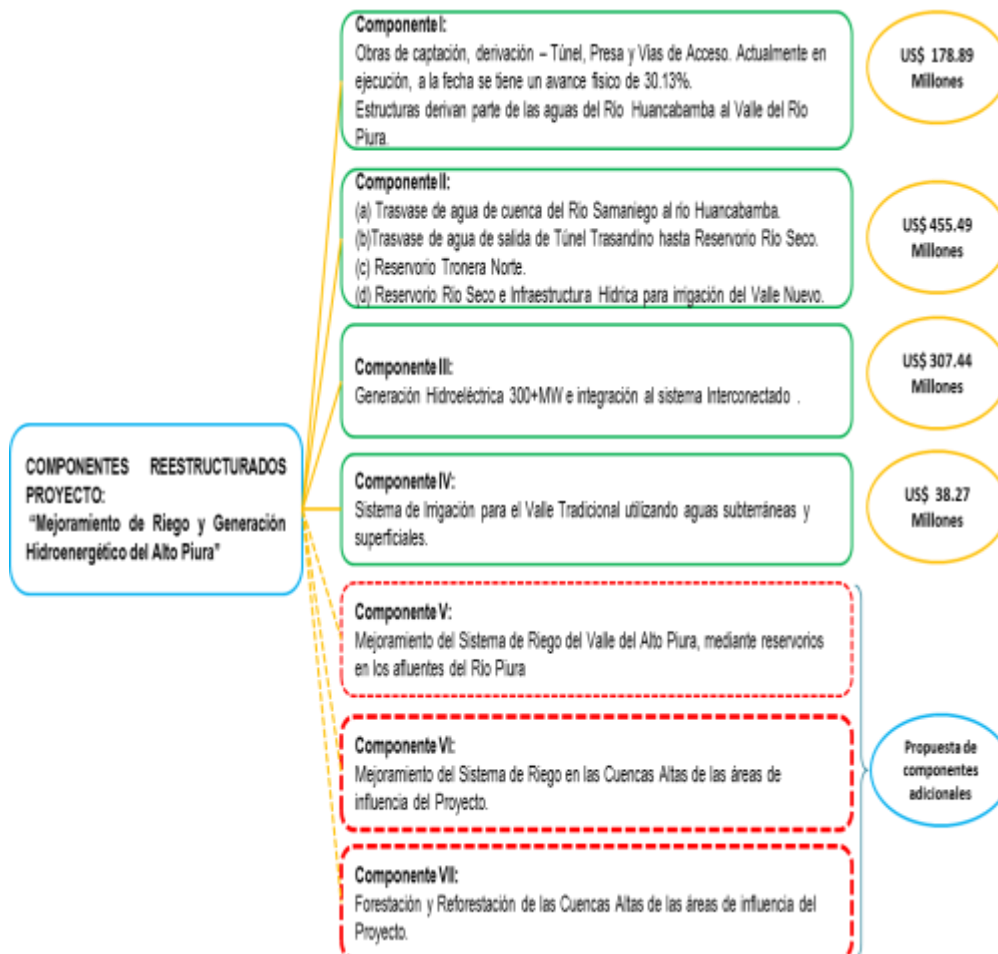 Componente I:
Obras de captación, derivación – Túnel, Presa y Vias de Acceso. Actualmente en
ejecución, a la fecha se tiene un avance físico de 30.13%.
Estructuras derivan parte de las aguas del Río Huancabamba al Valle del Río
Piura.
US$ 178.89
Millones
Componente II:
(a) Trasvase de agua de cuenca del Río Samaniego al rio Huancabamba.
(b)Trasvase de agua de salida de Túnel Trasandino hasta Reservorio Río Seco.
(c) Reservorio Tronera Norte.
(d) Reservorio Río Seco e Infraestructura Hídrica para irrigación del Valle Nuevo.
US$ 455.49
Millones
Componente III:
Generación Hidroeléctrica 300+MW e integración al sistema Interconectado .
US$ 307.44
Millones
COMPONENTES REESTRUCTURADOS
PROYECTO:
“Mejoramiento de Riego y Generación
Hidroenergético del Alto Piura”
Componente IV:
Sistema de Irrigación para el Valle Tradicional utilizando aguas subterráneas y
superficiales.
US$ 38.27
Millones
Componente V:
Mejoramiento del Sistema de Riego del Valle del Alto Piura, mediante reservorios
en los afluentes del Río Piura
Componente VI:
Mejoramiento del Sistema de Riego en las Cuencas Altas de las áreas de
influencia del Proyecto.
Propuesta de
componentes
adicionales
Componente VII:
Forestación y Reforestación de las Cuencas Altas de las áreas de influencia del
Proyecto.